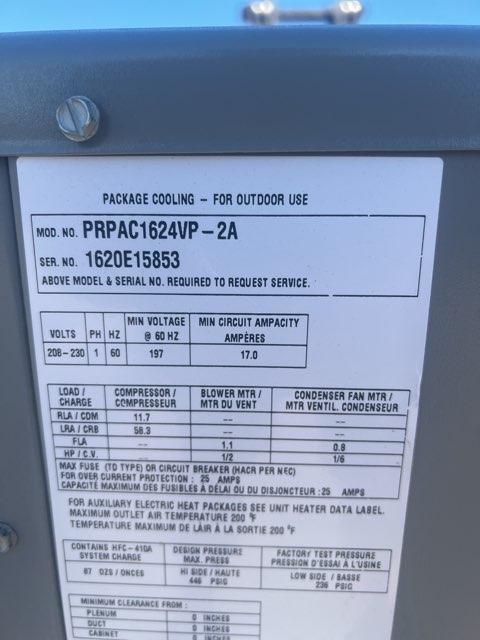 PACKAGE COOLING – FOR OUTDOOR USE
MOD. NO. PRPAC1624VP – 2A
SER. NO. 1620E15853
ABOVE MODEL & SERIAL NO. REQUIRED TO REQUEST SERVICE.
VOLTS PH HZ MIN VOLTAGE @ 60 HZ MIN CIRCUIT AMPACITY AMPÈRES
208–230 1 60 197 17.0
LOAD / CHARGE COMPRESSOR / COMPRESSEUR BLOWER MTR / MTR DU VENT CONDENSER FAN MTR / MTR VENTIL. CONDENSEUR
RLA / CDM 11.7 -- --
LRA / CRB 58.3 -- --
FLA 1.1 0.8
HP / C.V. 1/2 1/6
MAX FUSE (TD TYPE) OR CIRCUIT BREAKER (HACR PER NEC)
FOR OVER CURRENT PROTECTION : 25 AMPS
CAPACITÉ MAXIMUM DES FUSIBLES À DÉLAI OU DU DISJONCTEUR :25 AMPS
FOR AUXILIARY ELECTRIC HEAT PACKAGES SEE UNIT HEATER DATA LABEL.
MAXIMUM OUTLET AIR TEMPERATURE 200 °F
TEMPÉRATURE MAXIMUM DE LÀIR À LA SORTIE 200 °F
CONTAINS HFC-410A SYSTEM CHARGE DESIGN PRESSURE MAX. PRESS FACTORY TEST PRESSURE PRESSION D'ESSAI À L'USINE
67 OZS / ONCES HI SIDE / HAUTE 446 PSIG LOW SIDE / BASSE 236 PSIG
MINIMUM CLEARANCE FROM :
PLENUM 0 INCHES
DUCT 0 INCHES
CABINET 0 INCHES